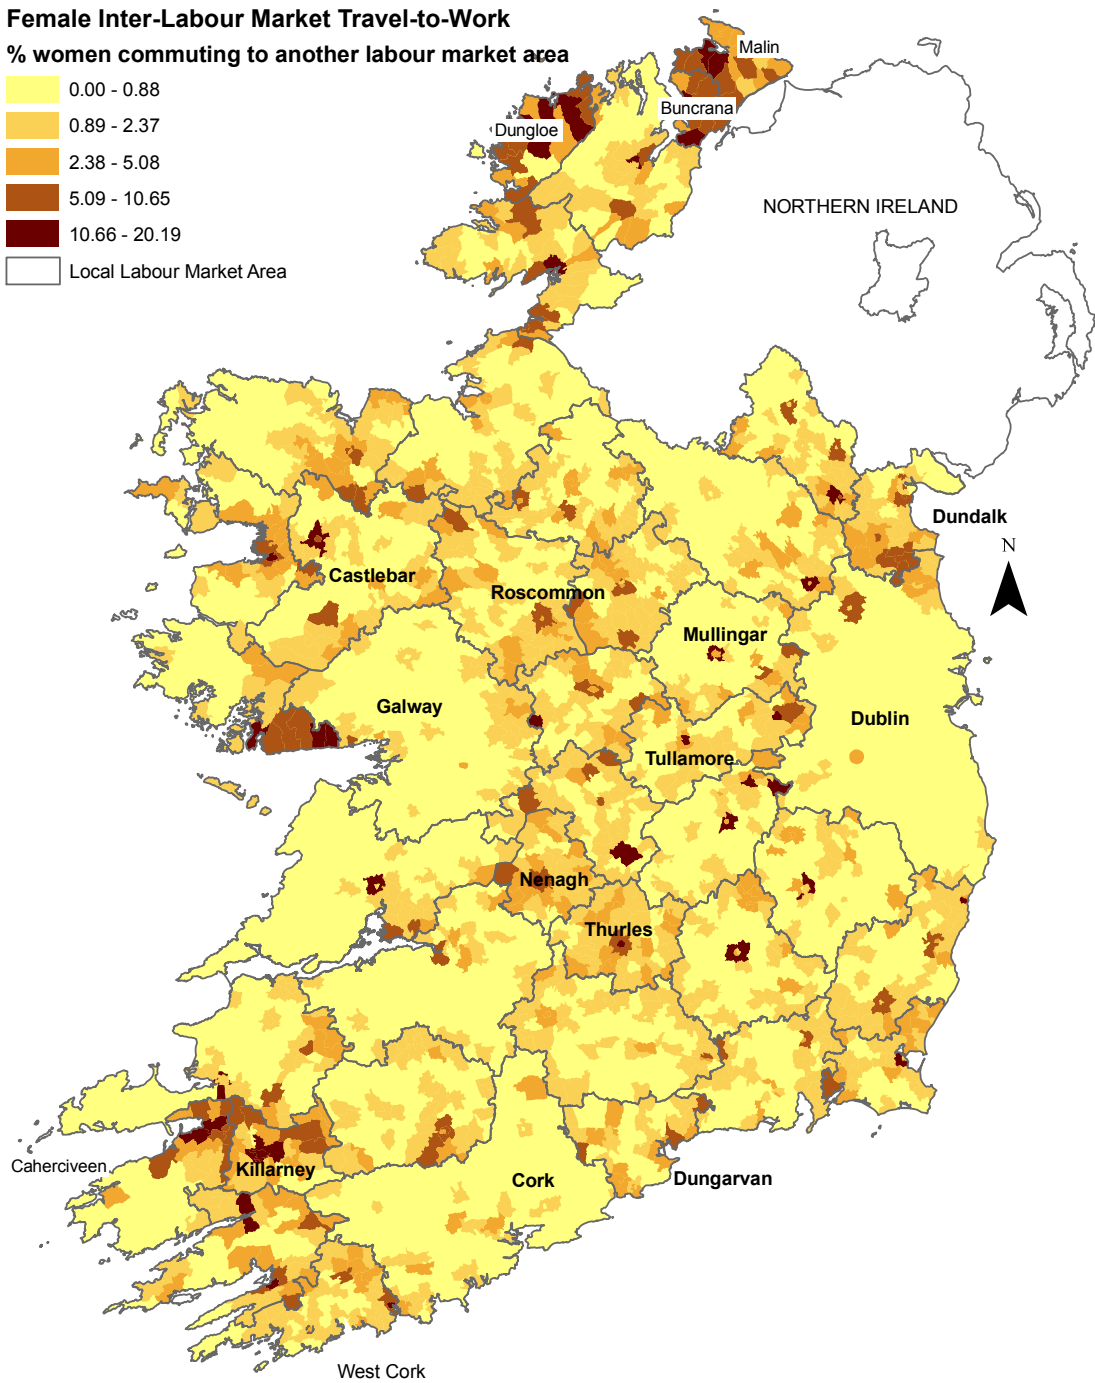 Female Inter-Labour Market Travel-to-Work
% women commuting to another labour market area
0.00 - 0.88
0.89 - 2.37
2.38 - 5.08
5.09 - 10.65
10.66 - 20.19
Local Labour Market Area
Malin
Buncrana
Dungloe
NORTHERN IRELAND
Dundalk
N
Castlebar
Roscommon
Mullingar
Galway
Dublin
Tullamore
Nenagh
Thurles
Caherciveen
Killarney
Cork
Dungarvan
West Cork